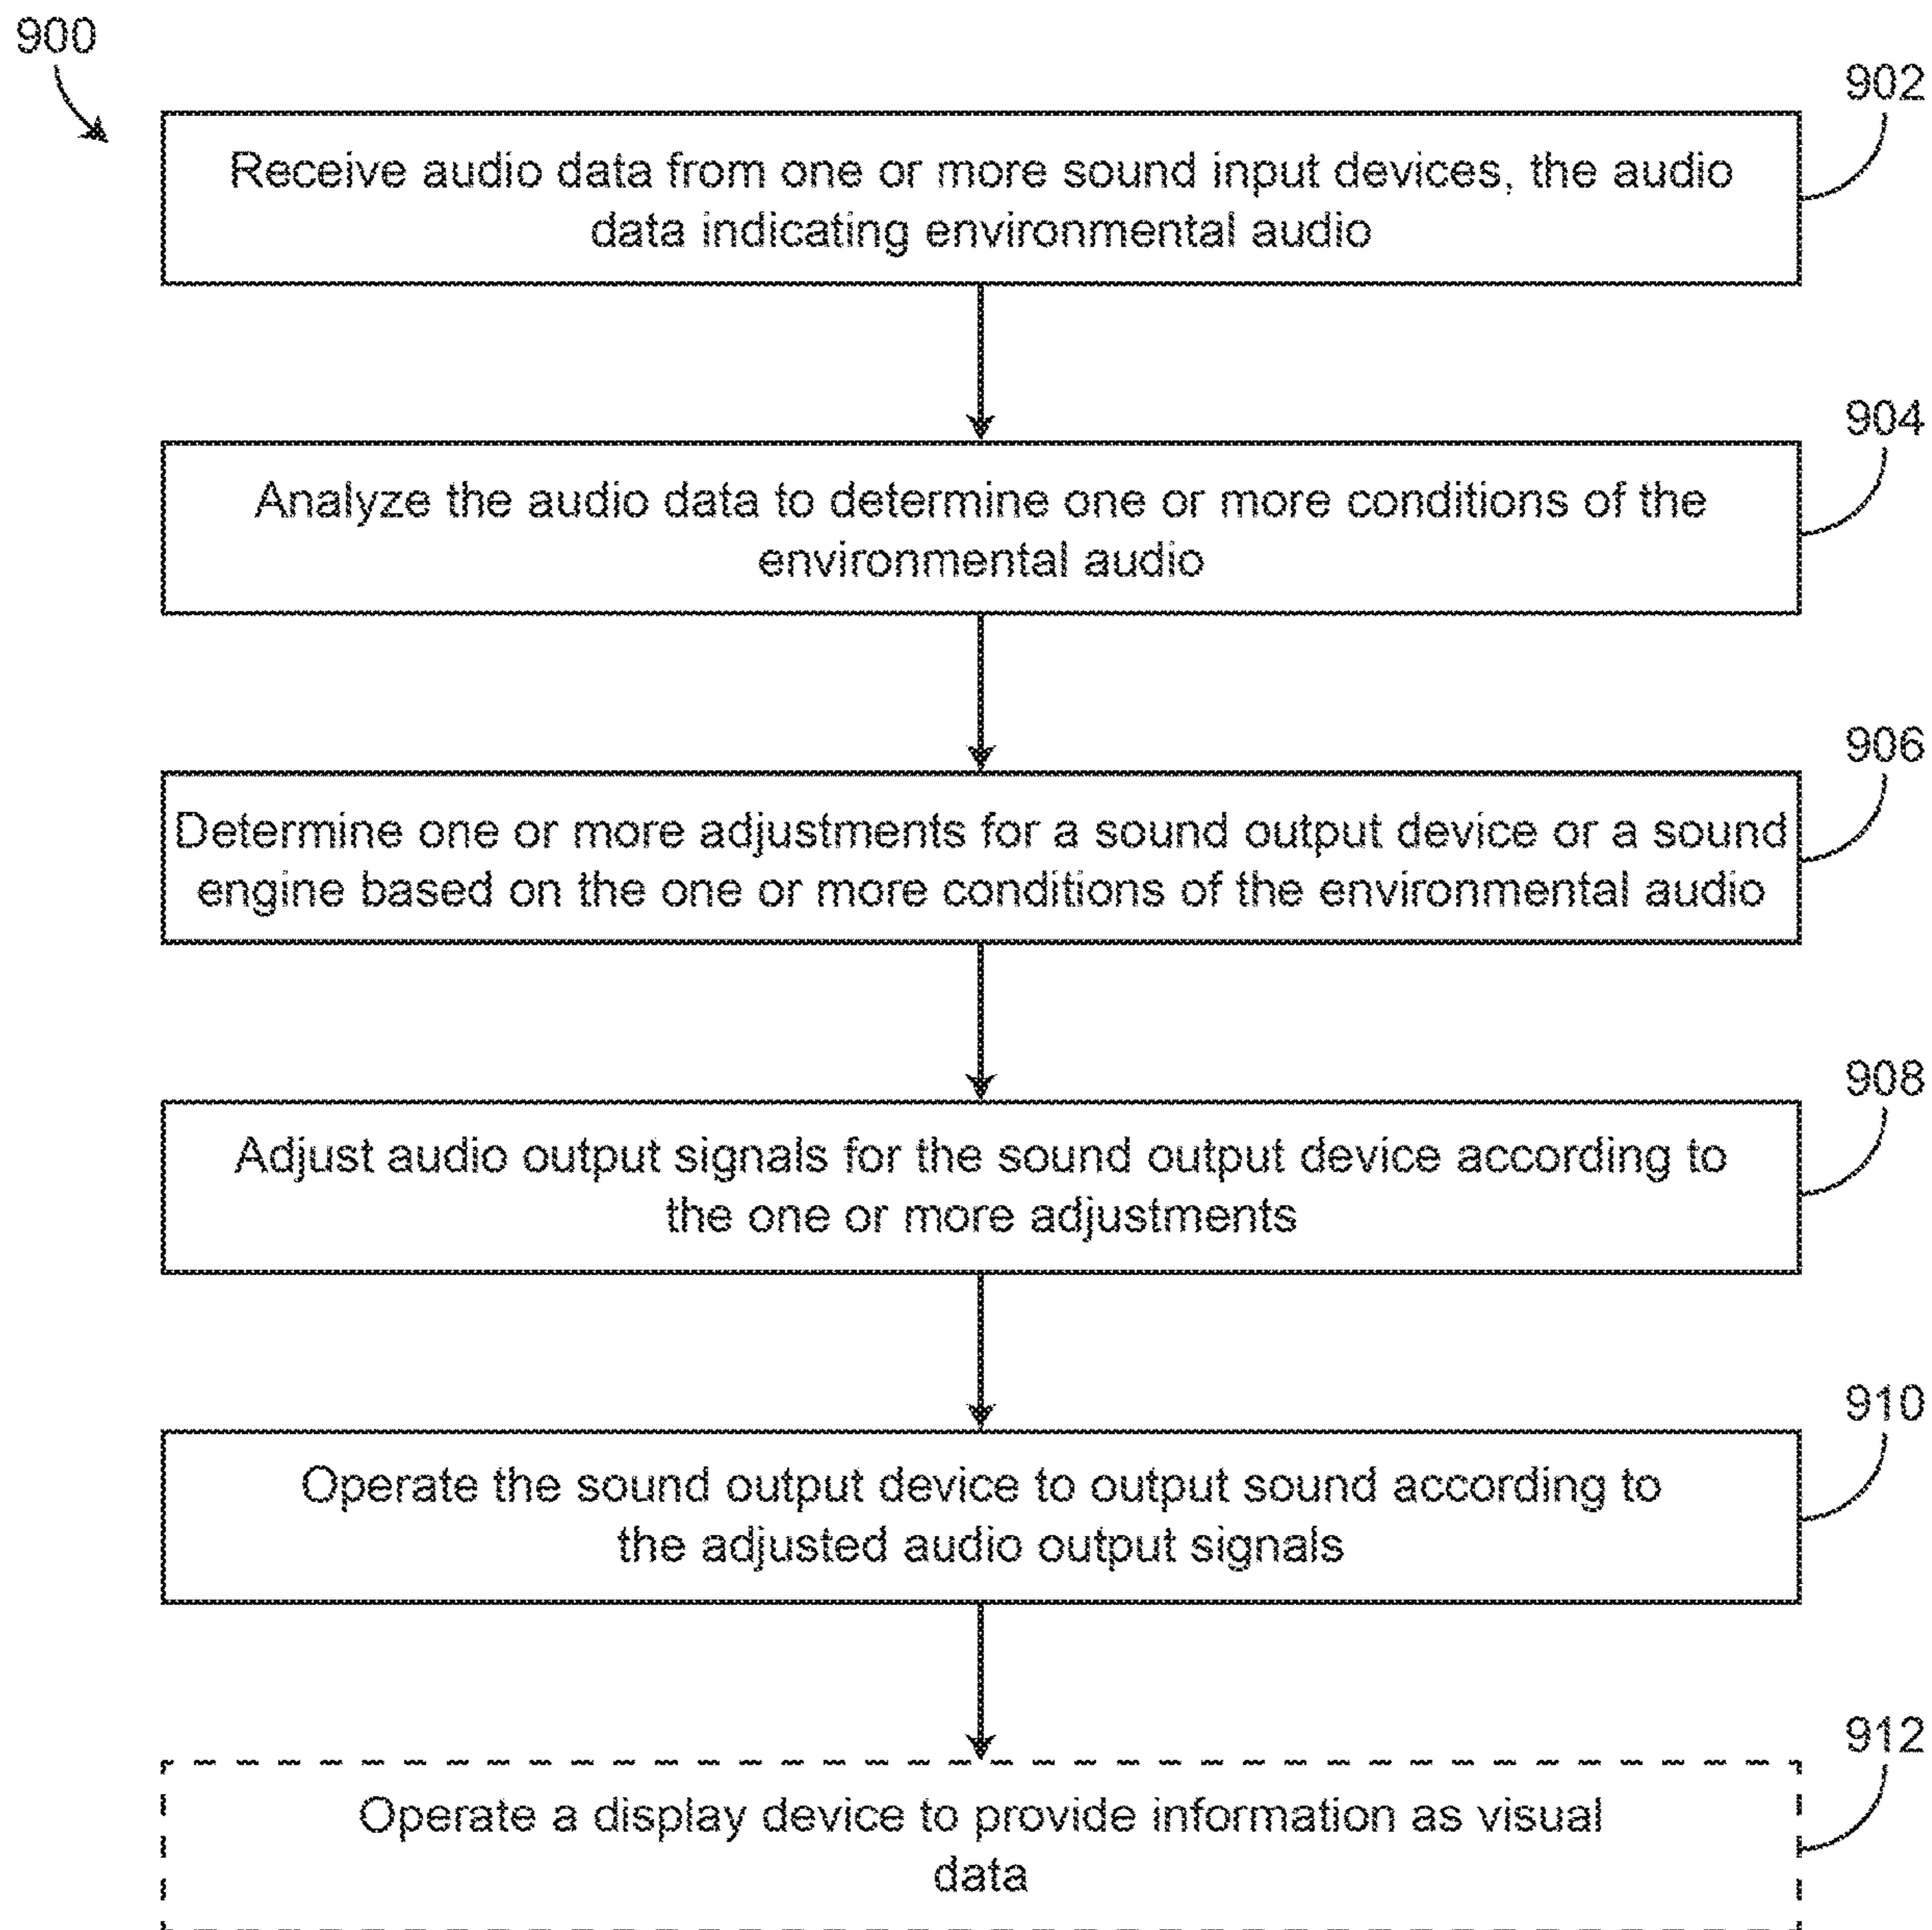 900
902
Receive audio data from one or more sound input devices, the audio
data indicating environmental audio
904
Analyze the audio data to determine one or more conditions of the
environmental audio
906
Determine one or more adjustments for a sound output device or a sound
engine based on the one or more conditions of the environmental audio
908
Adjust audio output signals for the sound output device according to
the one or more adjustments
910
Operate the sound output device to output sound according to
the adjusted audio output signals
912
Operate a display device to provide information as visual
data